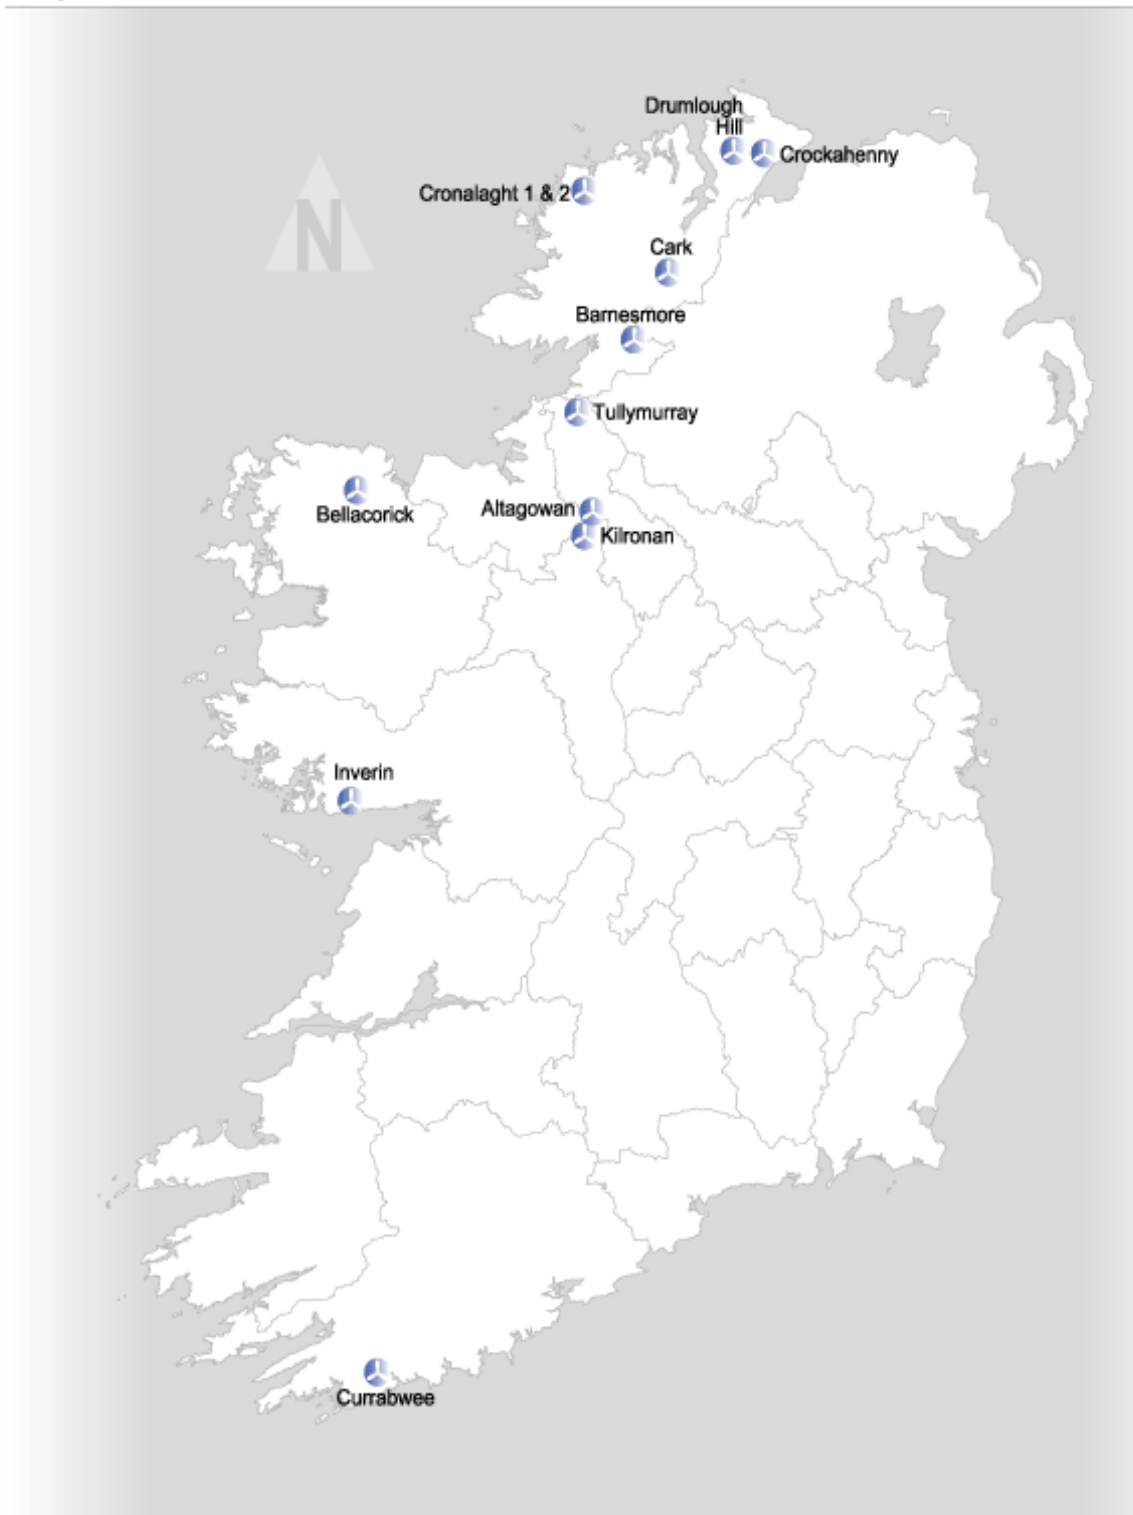 Drumlough
Hill
Crockahenny
Cronalaght 1 & 2
N
Cark
Barnesmore
Tullymurray
Bellacorick
Altagowan
Kilronan
Inverin
Currabwee